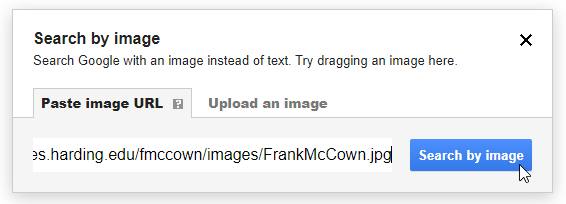 Search by image
Search Google with an image instead of text. Try dragging an image here.
Paste image URL ? Upload an image
es.harding.edu/fmccown/images/FrankMcCown.jpg Search by image